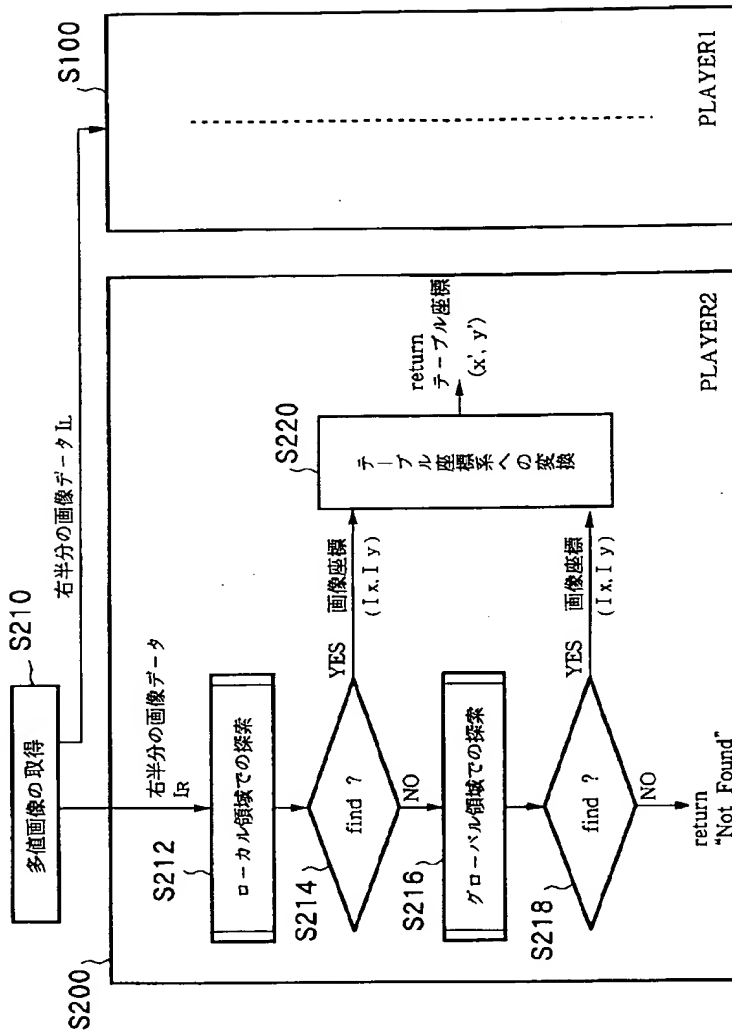 S210
多値画像の取得
右半分の画像データ IL
S100
PLAYER1
S200
右半分の画像データ
IR
S212
ローカル領域での探索
S214
find ?
YES
画像座標
(Ix, Iy)
NO
S216
グローバル領域での探索
S218
find ?
YES
画像座標
(Ix, Iy)
NO
return
"Not Found"
S220
テーブル座標系への変換
return
テーブル座標
(x', y')
PLAYER2